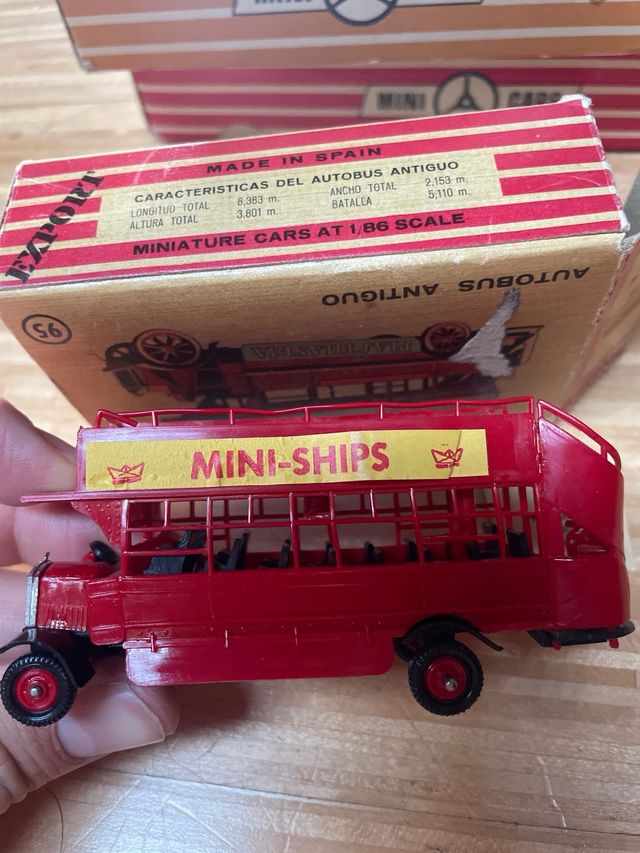 MINI CARS
EXPORT
MADE IN SPAIN
CARACTERISTICAS DEL AUTOBUS ANTIGUO
LONGITUD TOTAL 8,383 m. ANCHO TOTAL 2.153 m.
ALTURA TOTAL 3,801 m. BATALLA 5,110 m.
MINIATURE CARS AT 1/86 SCALE
AUTOBUS ANTIGUO
95
MINI-SHIPS